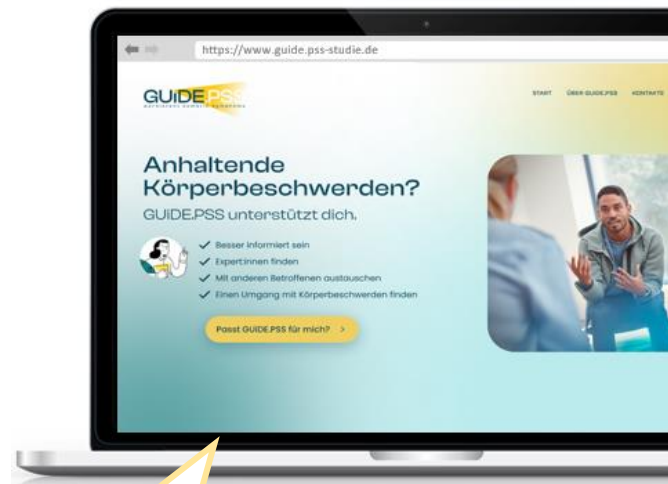 https://www.guide.pss-studie.de
GUiDE.PSS
START ÜBER GUIDE.PSS KONTAKTE
Anhaltende
Körperbeschwerden?
GUiDE.PSS unterstützt dich.
Besser informiert sein
Expert:innen finden
Mit anderen Betroffenen austauschen
Einen Umgang mit Körperbeschwerden finden
Passt GUIDE.PSS für mich? >